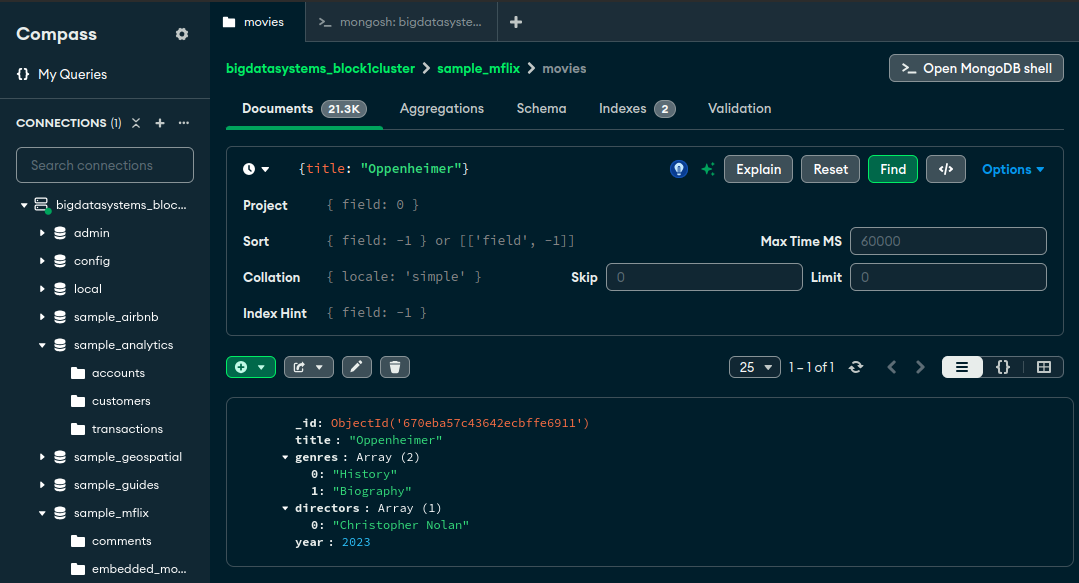 Compass
{} My Queries
CONNECTIONS (1)
Search connections
bigdatasystems_bloc...
admin
config
local
sample_airbnb
sample_analytics
accounts
customers
transactions
sample_geospatial
sample_guides
sample_mflix
comments
embedded_mo...
movies
>_ mongosh: bigdatasyste...
bigdatasystems_block1cluster > sample_mflix > movies
>_ Open MongoDB shell
Documents 21.3K Aggregations Schema Indexes 2 Validation
{title: "Oppenheimer"}
Explain Reset Find </> Options
Project { field: 0 }
Sort { field: -1 } or [['field', -1]] Max Time MS 60000
Collation { locale: 'simple' } Skip 0 Limit 0
Index Hint { field: -1 }
25 1 – 1 of 1 {}
_id: ObjectId('670eba57c43642ecbffe6911')
title : "Oppenheimer"
genres : Array (2)
0: "History"
1: "Biography"
directors : Array (1)
0: "Christopher Nolan"
year : 2023